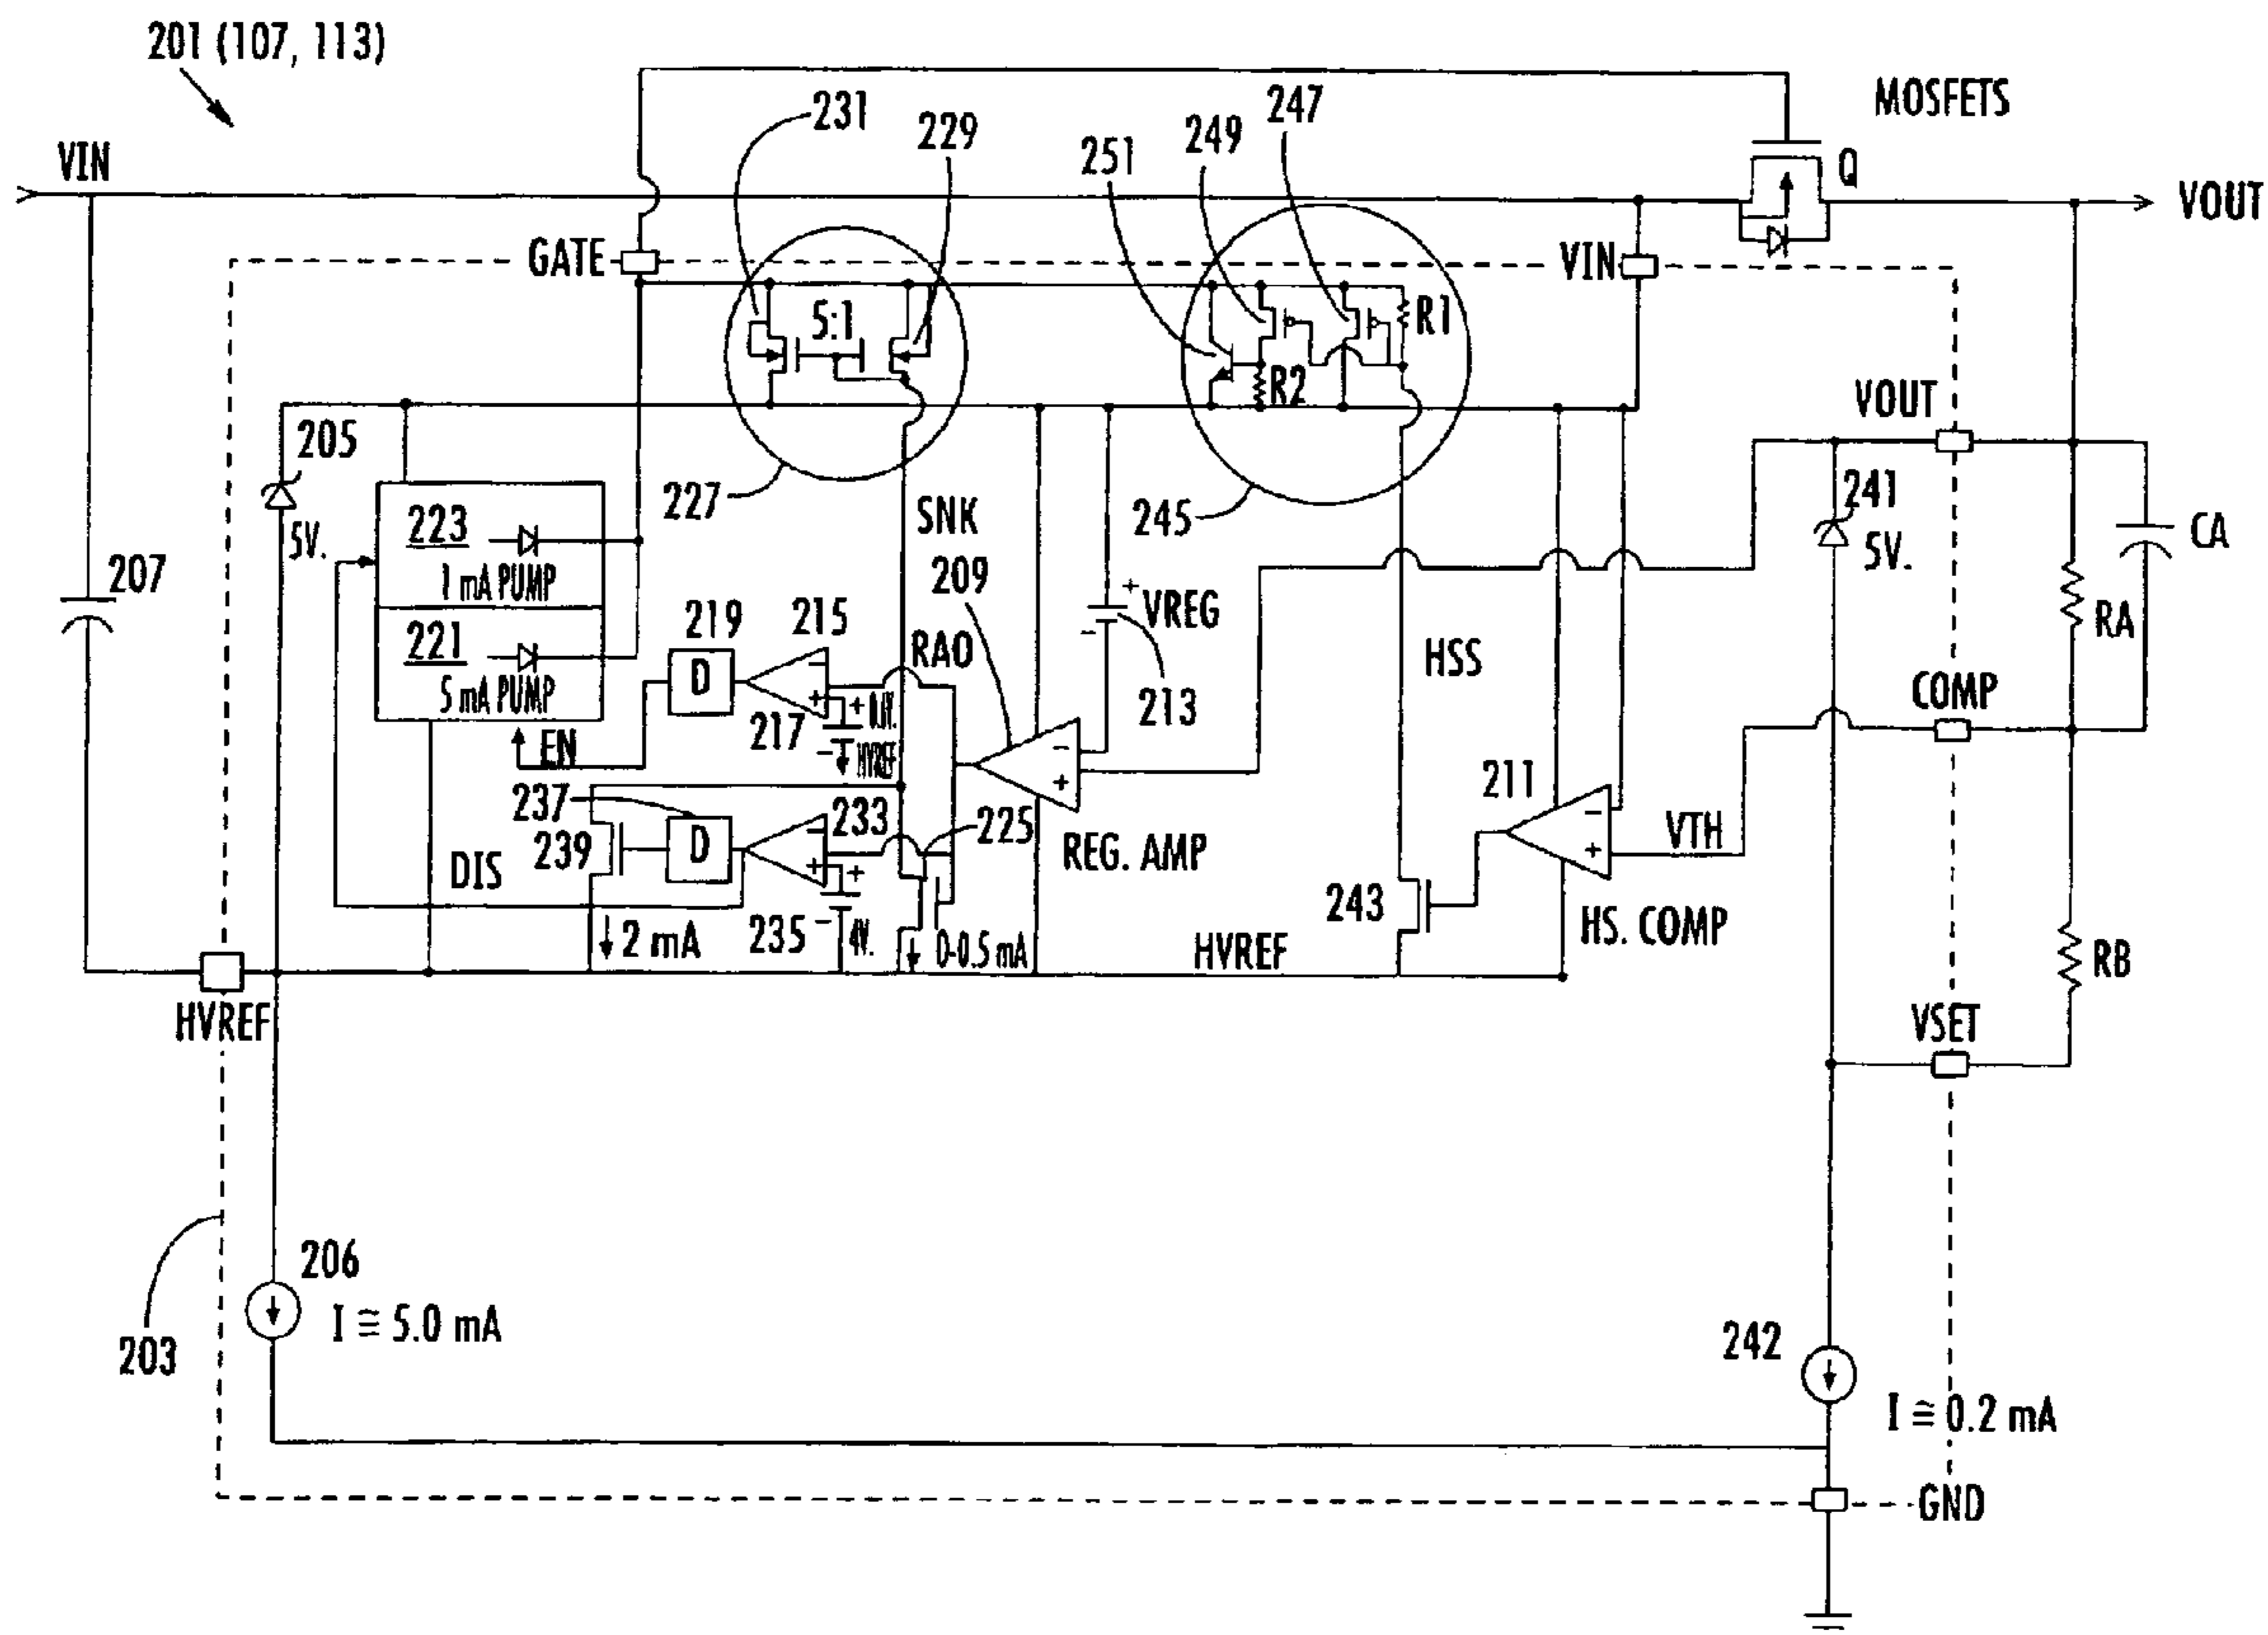 201 (107, 113)
MOSFETS
VIN
231
229
251
249
247
Q
VOUT
GATE
VIN
5:1
R1
R2
VOUT
205
5V.
227
245
241
5V.
CA
223
1 mA PUMP
SNK
209
207
VREG
213
RA
221
5 mA PUMP
219
215
RAO
HSS
D
217
+
HVREF
COMP
EN
211
237
233
225
239
D
DIS
REG. AMP
VTH
243
HS. COMP
2 mA
235
4V.
0-0.5 mA
HVREF
RB
HVREF
VSET
206
I ≅ 5.0 mA
203
242
I ≅ 0.2 mA
GND